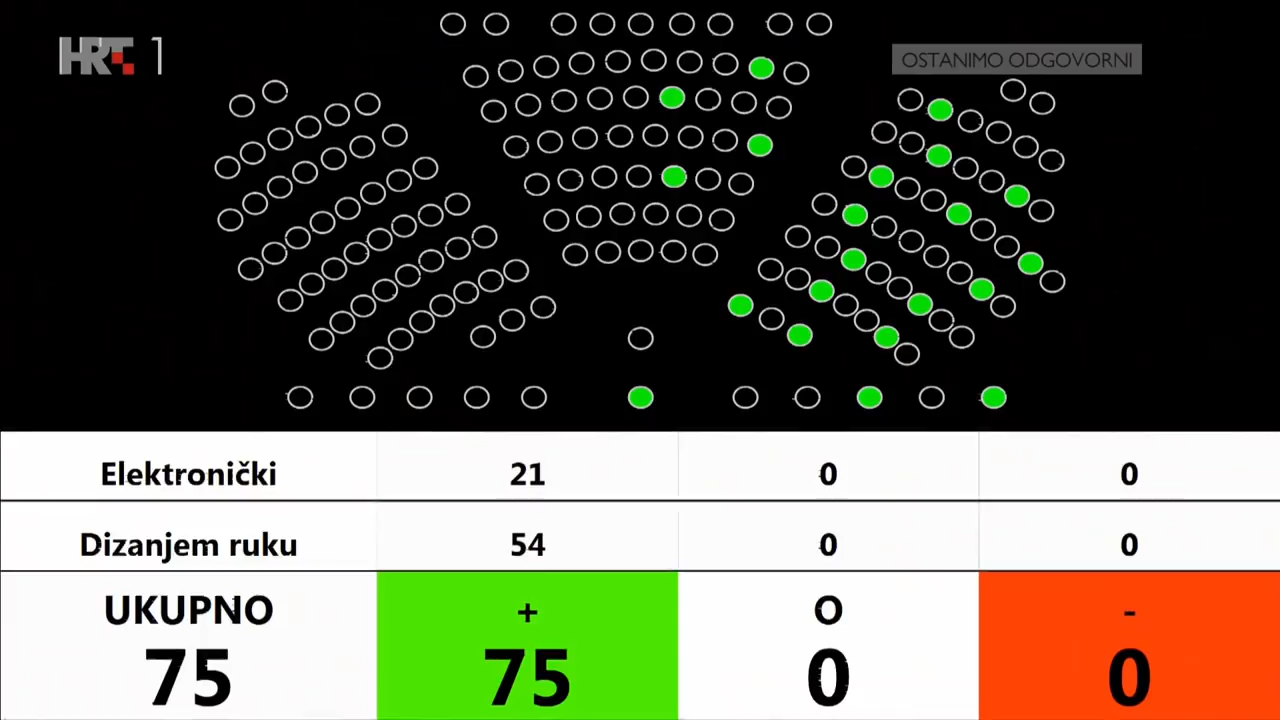 HRT 1
OSTANIMO ODGOVORNI
Elektronički 21 0 0
Dizanjem ruku 54 0 0
UKUPNO + O -
75 75 0 0